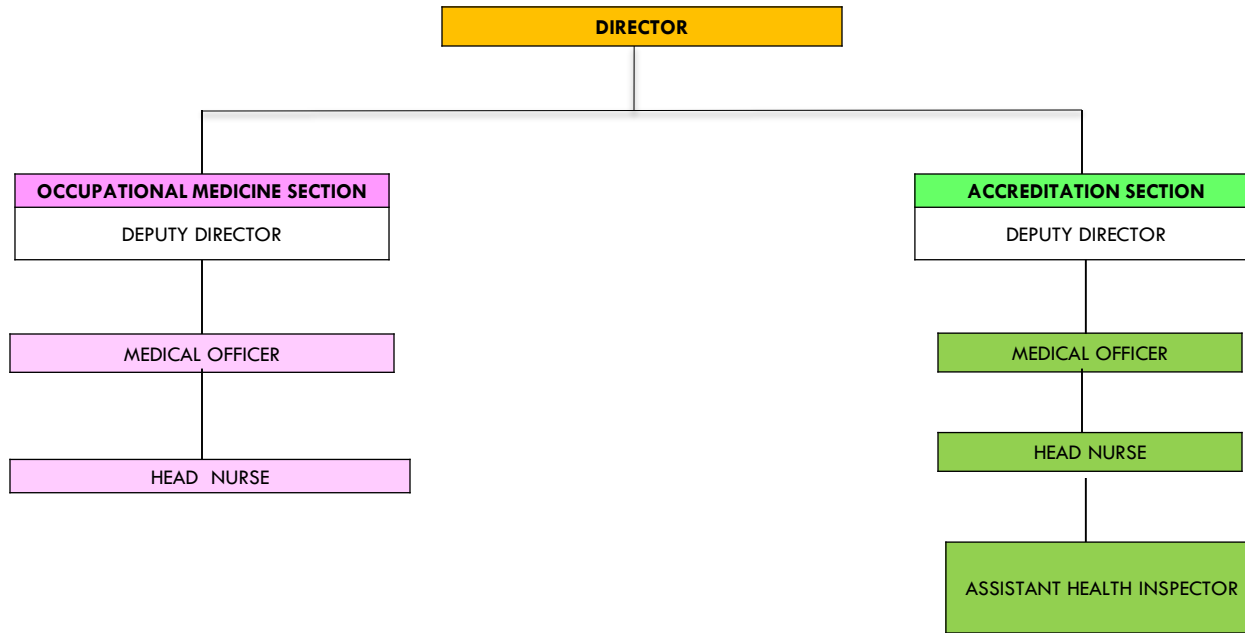 DIRECTOR
OCCUPATIONAL MEDICINE SECTION
DEPUTY DIRECTOR
MEDICAL OFFICER
HEAD NURSE
ACCREDITATION SECTION
DEPUTY DIRECTOR
MEDICAL OFFICER
HEAD NURSE
ASSISTANT HEALTH INSPECTOR